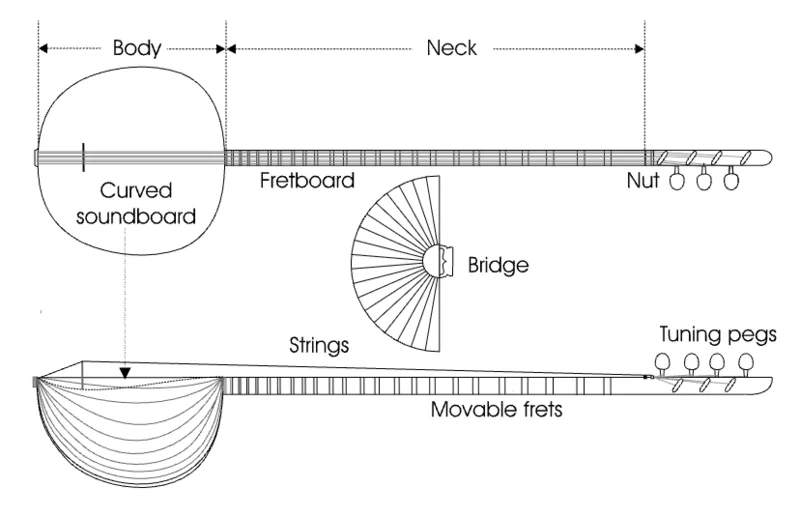 Body
Neck
Fretboard
Nut
Curved
soundboard
Bridge
Strings
Tuning pegs
Movable frets